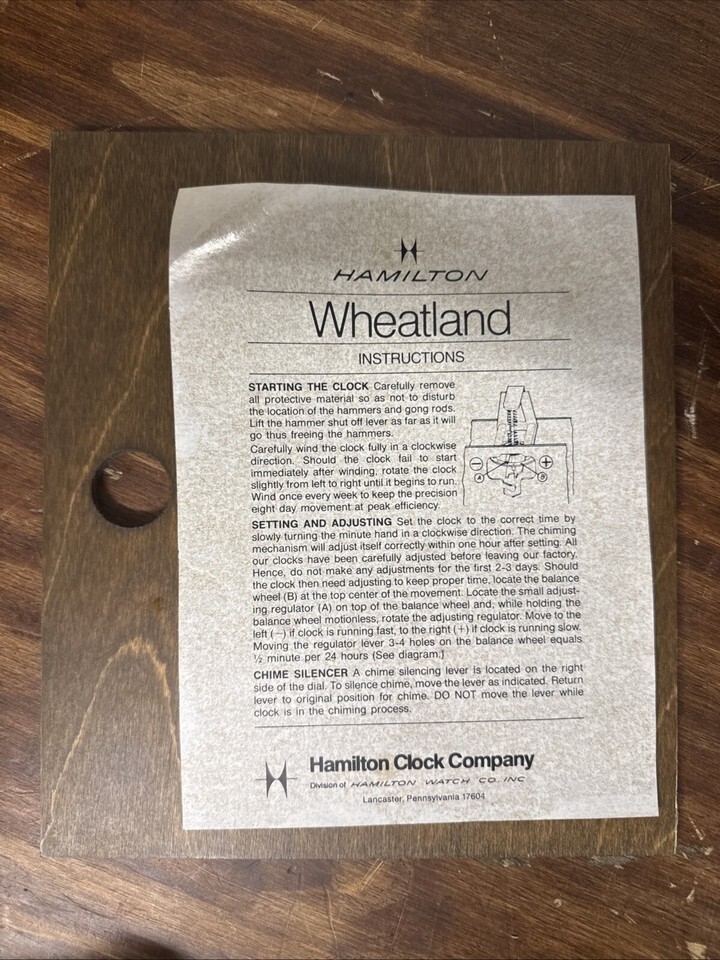 HAMILTON
Wheatland
INSTRUCTIONS
STARTING THE CLOCK Carefully remove
all protective material so as not to disturb
the location of the hammers and gong rods.
Lift the hammer shut off lever as far as it will
go thus freeing the hammers.
Carefully wind the clock fully in a clockwise
direction. Should the clock fail to start
immediately after winding, rotate the clock
slightly from left to right until it begins to run.
Wind once every week to keep the precision
eight day movement at peak efficiency
− +
A B
SETTING AND ADJUSTING Set the clock to the correct time by
slowly turning the minute hand in a clockwise direction. The chiming
mechanism will adjust itself correctly within one hour after setting. All
our clocks have been carefully adjusted before leaving our factory.
Hence, do not make any adjustments for the first 2-3 days. Should
the clock then need adjusting to keep proper time, locate the balance
wheel (B) at the top center of the movement. Locate the small adjust-
ing regulator (A) on top of the balance wheel and, while holding the
balance wheel motionless, rotate the adjusting regulator. Move to the
left (−) if clock is running fast, to the right (+) if clock is running slow.
Moving the regulator lever 3-4 holes on the balance wheel equals
½ minute per 24 hours (See diagram.)
CHIME SILENCER A chime silencing lever is located on the right
side of the dial. To silence chime, move the lever as indicated. Return
lever to original position for chime. DO NOT move the lever while
clock is in the chiming process.
Hamilton Clock Company
Division of HAMILTON WATCH CO. INC
Lancaster, Pennsylvania 17604